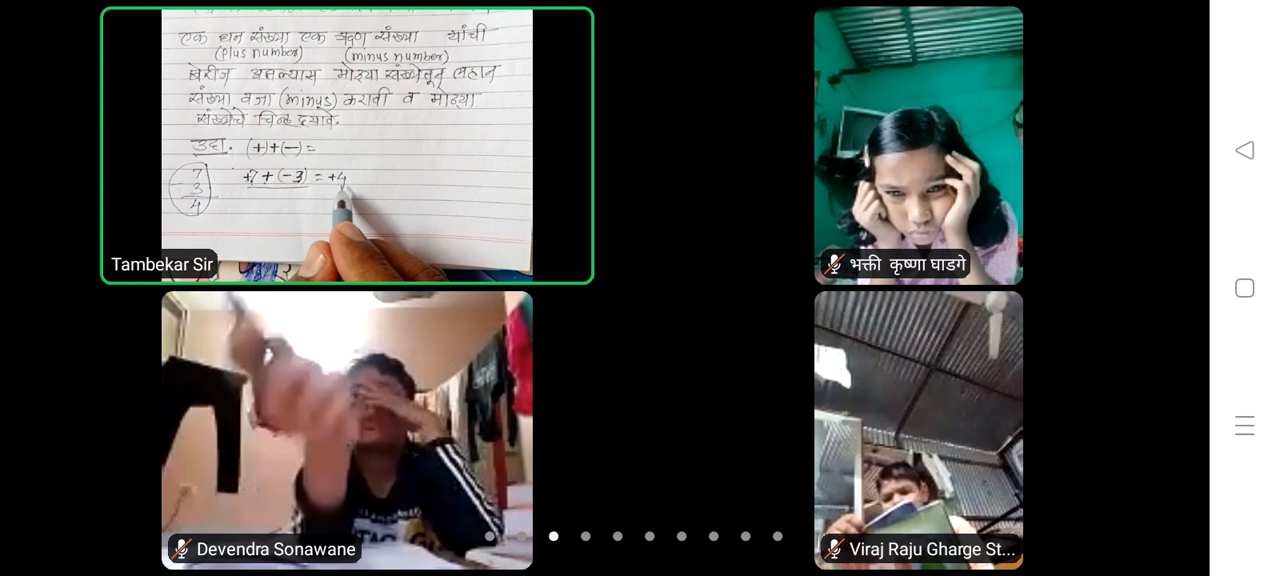 एक धन संख्या एक ऋण संख्या यांची
(plus number) (minus number)
बेरीज असल्यास मोठ्या संख्येतून लहान
संख्या वजा (minus) करावी व मोठ्या
संख्येचे चिन्ह द्यावे.
उदा. (+)+(-) =
+7 + (-3) = +4
7
3
4
Tambekar Sir
भक्ती कृष्णा घाडगे
Devendra Sonawane
Viraj Raju Gharge St...